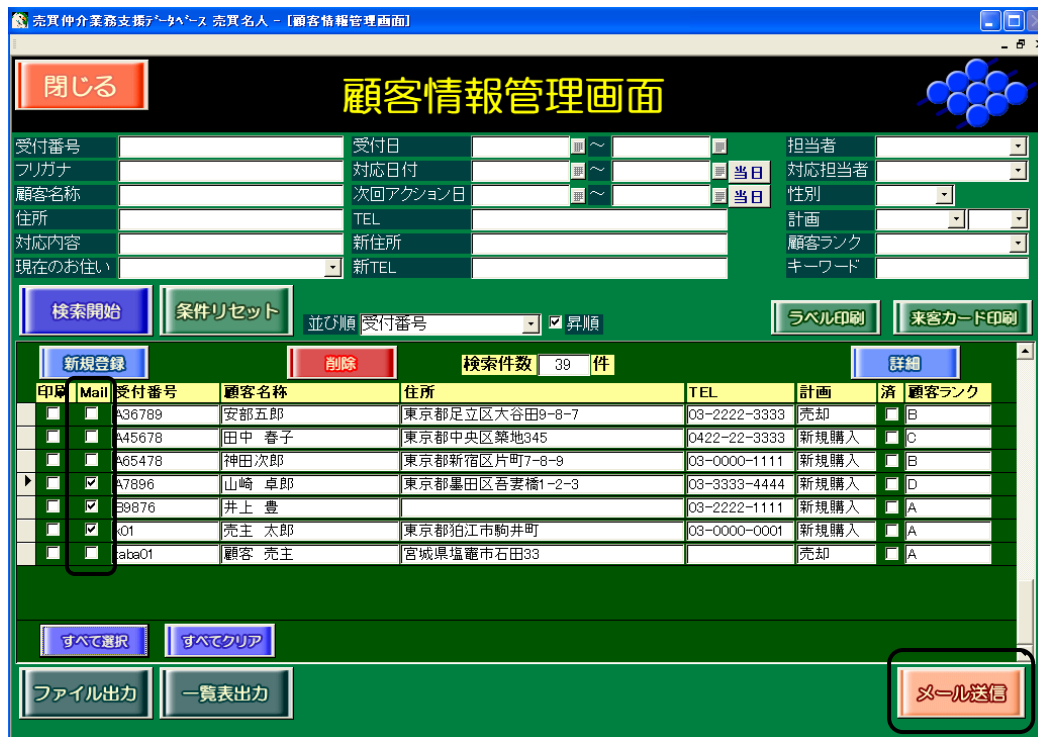 売買仲介業務支援ﾃﾞｰﾀﾍﾞｰｽ 売買名人 - [顧客情報管理画面]
閉じる
顧客情報管理画面
受付番号 受付日 ～ 担当者
フリガナ 対応日付 ～ 当日 対応担当者
顧客名称 次回アクション日 ～ 当日 性別
住所 TEL 計画
対応内容 新住所 顧客ランク
現在のお住い 新TEL キーワード
検索開始 条件リセット 並び順 受付番号 昇順 ラベル印刷 来客カード印刷
新規登録 削除 検索件数 39 件 詳細
印刷 Mail 受付番号 顧客名称 住所 TEL 計画 済 顧客ランク
A36789 安部五郎 東京都足立区大谷田9-8-7 03-2222-3333 売却 B
A45678 田中 春子 東京都中央区築地345 0422-22-3333 新規購入 C
A65478 神田次郎 東京都新宿区片町7-8-9 03-0000-1111 新規購入 B
A7896 山崎 卓郎 東京都墨田区吾妻橋1-2-3 03-3333-4444 新規購入 D
B9876 井上 豊 03-2222-1111 新規購入 A
k01 売主 太郎 東京都狛江市駒井町 03-0000-0001 新規購入 A
顧客 売主 宮城県塩竈市石田33 売却 A
すべて選択 すべてクリア
ファイル出力 一覧表出力 メール送信